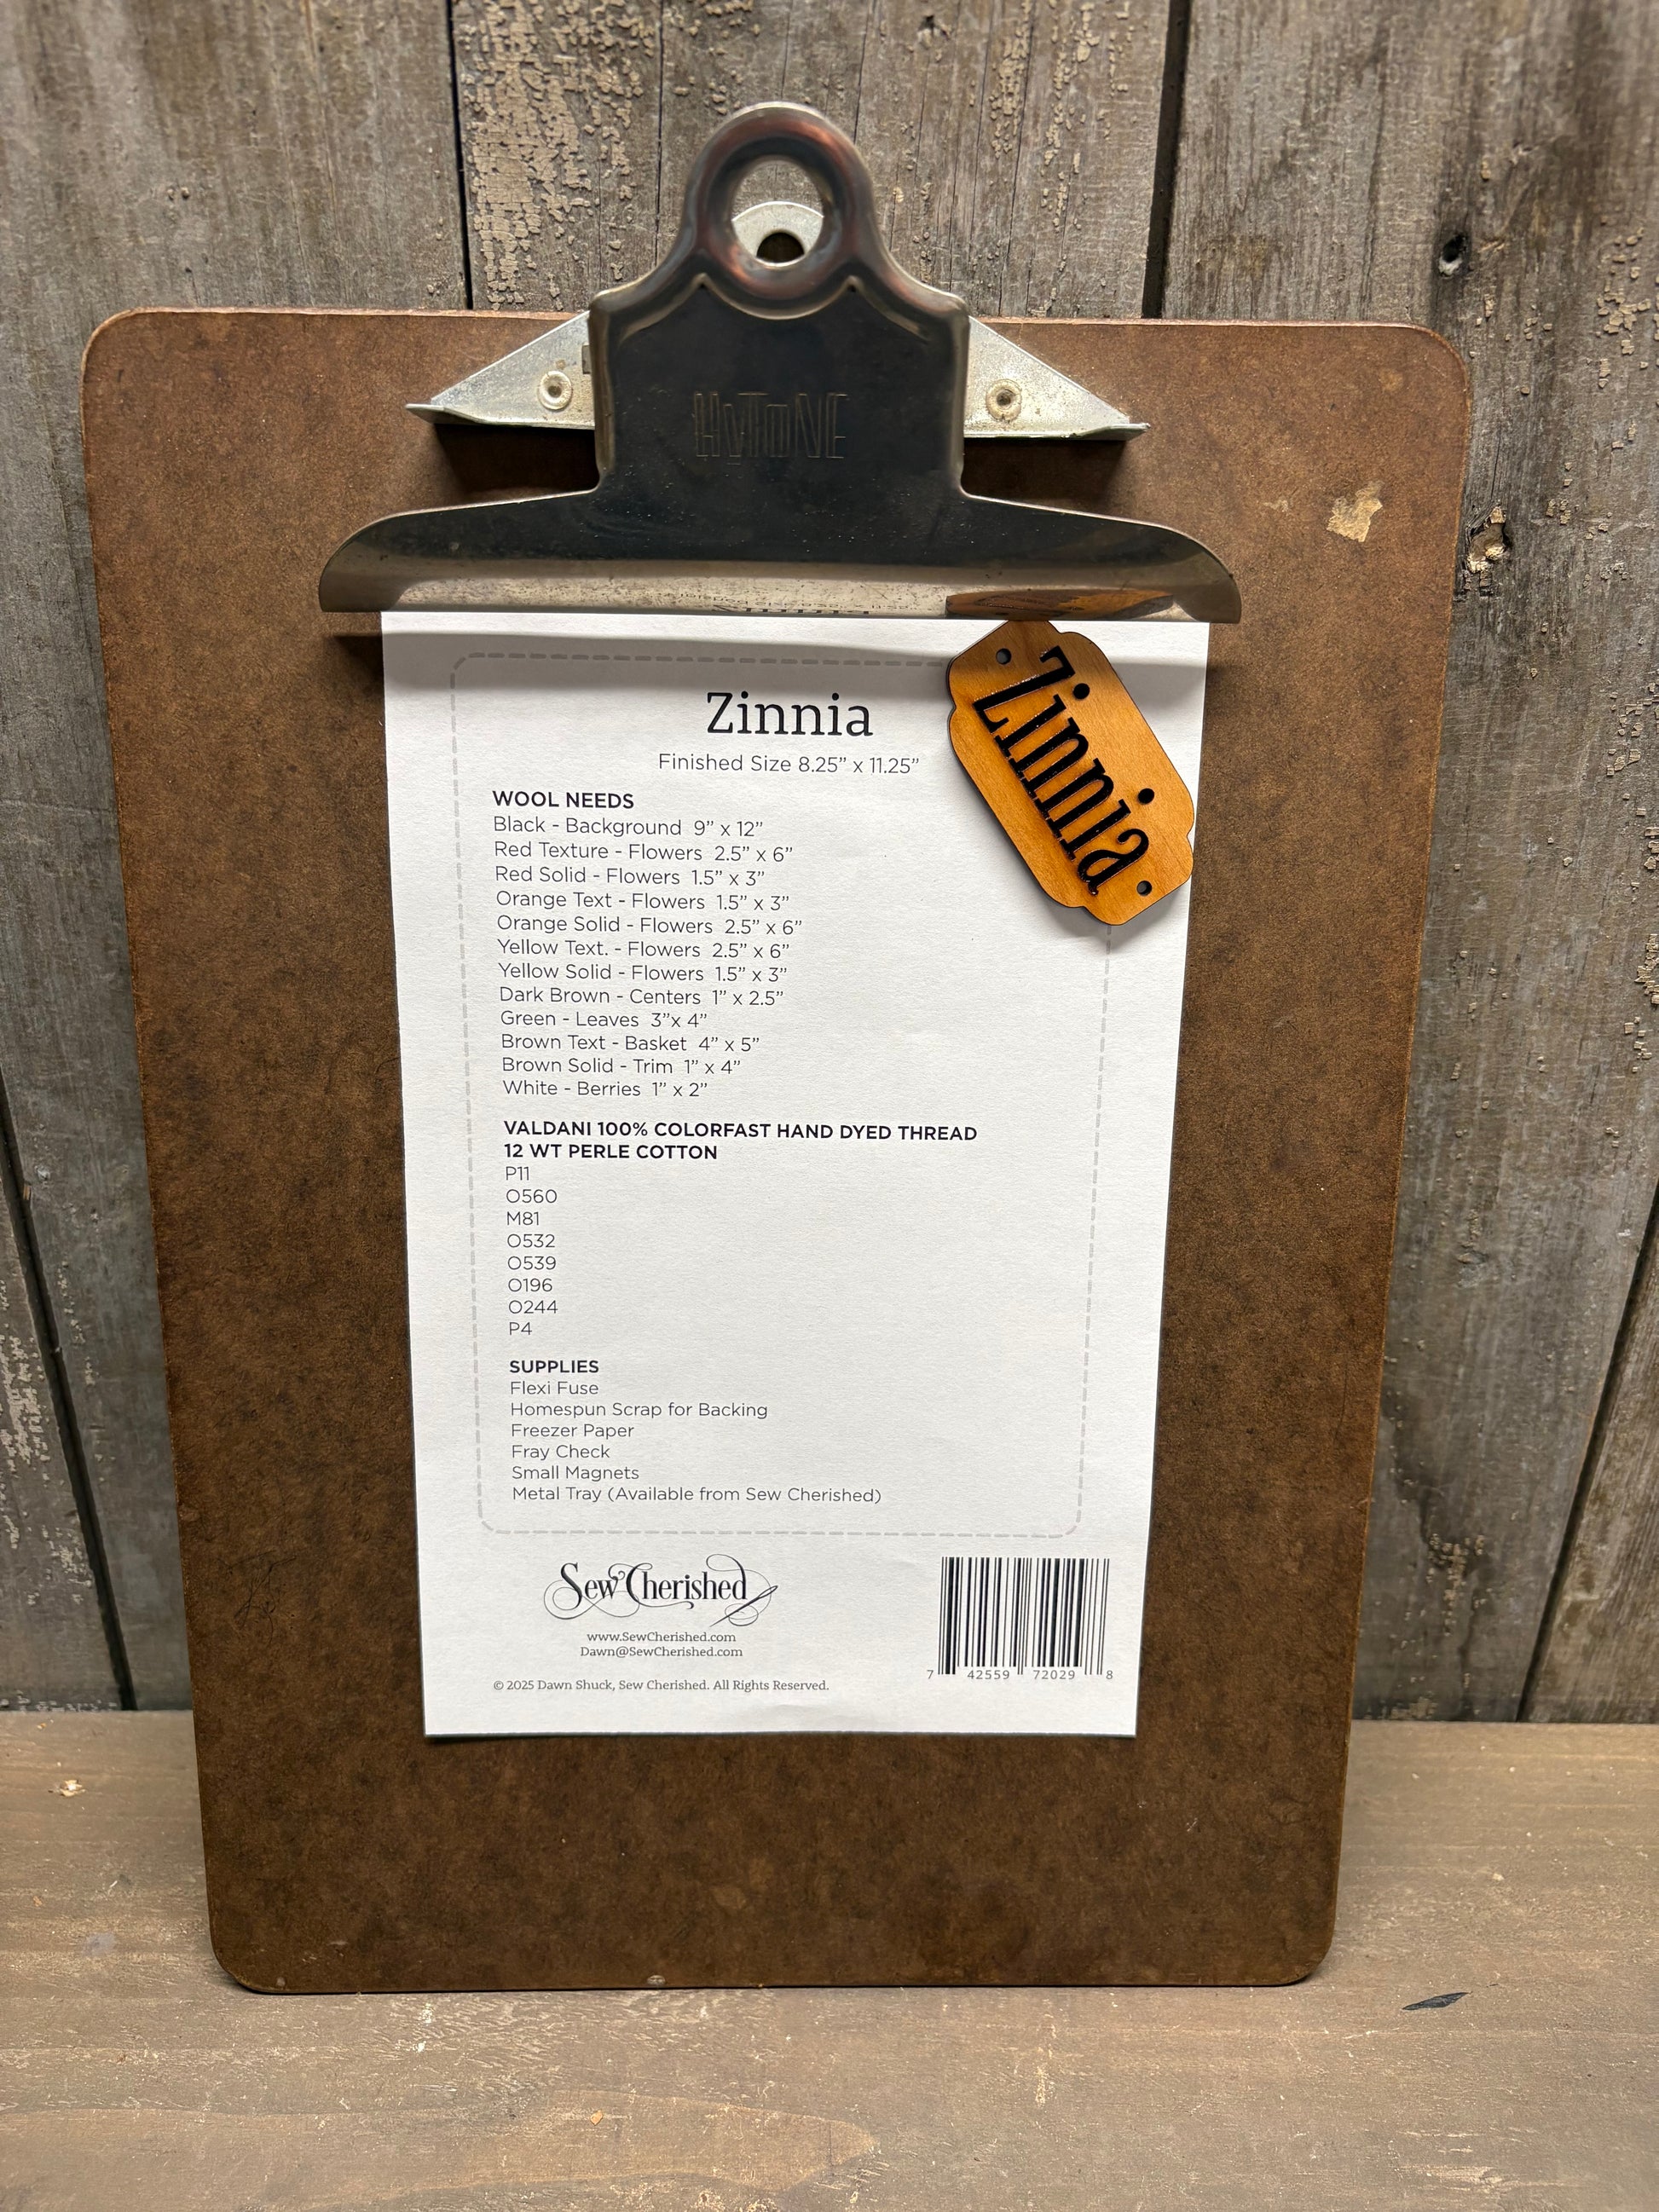 HyTONE
Zinnia
Zinnia
Finished Size 8.25” x 11.25”
WOOL NEEDS
Black - Background 9” x 12”
Red Texture - Flowers 2.5” x 6”
Red Solid - Flowers 1.5” x 3”
Orange Text - Flowers 1.5” x 3”
Orange Solid - Flowers 2.5” x 6”
Yellow Text. - Flowers 2.5” x 6”
Yellow Solid - Flowers 1.5” x 3”
Dark Brown - Centers 1” x 2.5”
Green - Leaves 3”x 4”
Brown Text - Basket 4” x 5”
Brown Solid - Trim 1” x 4”
White - Berries 1” x 2”
VALDANI 100% COLORFAST HAND DYED THREAD
12 WT PERLE COTTON
P11
O560
M81
O532
O539
O196
O244
P4
SUPPLIES
Flexi Fuse
Homespun Scrap for Backing
Freezer Paper
Fray Check
Small Magnets
Metal Tray (Available from Sew Cherished)
Sew Cherished
www.SewCherished.com
Dawn@SewCherished.com
7 42559 72029 8
© 2025 Dawn Shuck, Sew Cherished. All Rights Reserved.